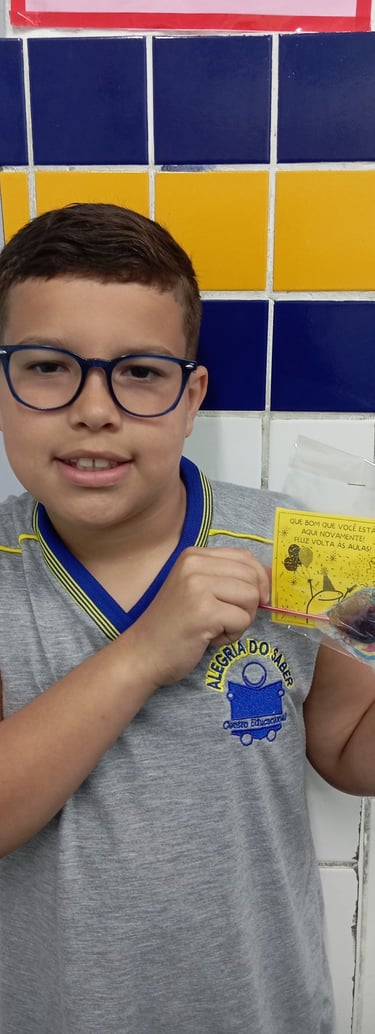 QUE BOM QUE VOCÊ ESTÁ
AQUI NOVAMENTE!
FELIZ VOLTA ÀS AULAS!
ALEGRIA DO SABER
Centro Educacional